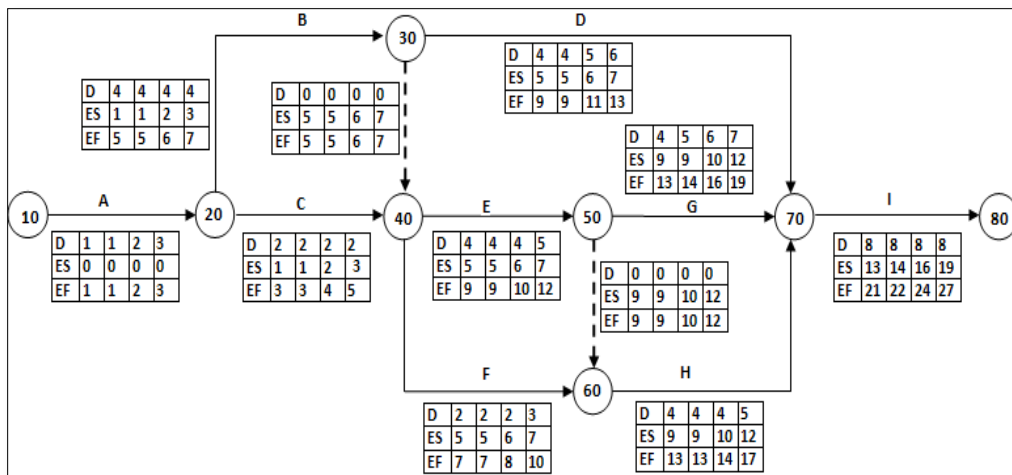 B
30
D
D 4 4 4 4
ES 1 1 2 3
EF 5 5 6 7
D 0 0 0 0
ES 5 5 6 7
EF 5 5 6 7
D 4 4 5 6
ES 5 5 6 7
EF 9 9 11 13
D 4 5 6 7
ES 9 9 10 12
EF 13 14 16 19
10
A
20
C
40
E
50
G
70
I
80
D 1 1 2 3
ES 0 0 0 0
EF 1 1 2 3
D 2 2 2 2
ES 1 1 2 3
EF 3 3 4 5
D 4 4 4 5
ES 5 5 6 7
EF 9 9 10 12
D 0 0 0 0
ES 9 9 10 12
EF 9 9 10 12
D 8 8 8 8
ES 13 14 16 19
EF 21 22 24 27
F
60
H
D 2 2 2 3
ES 5 5 6 7
EF 7 7 8 10
D 4 4 4 5
ES 9 9 10 12
EF 13 13 14 17